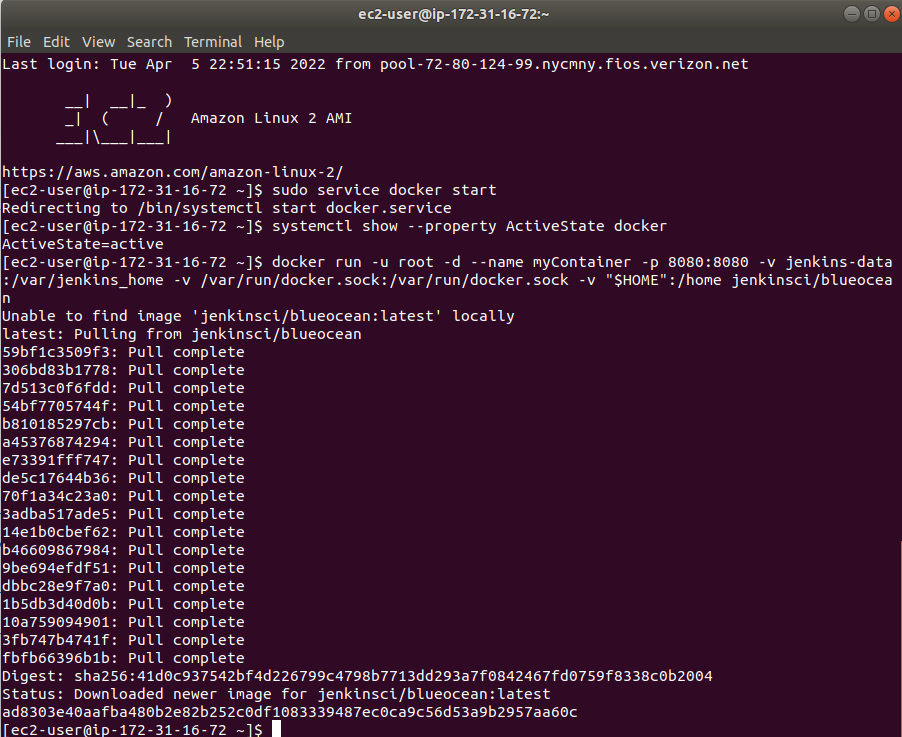 ec2-user@ip-172-31-16-72:~
File Edit View Search Terminal Help
Last login: Tue Apr  5 22:51:15 2022 from pool-72-80-124-99.nycmny.fios.verizon.net
       __|  __|_  )
       _|  (     /   Amazon Linux 2 AMI
      ___|\___|___|
https://aws.amazon.com/amazon-linux-2/
[ec2-user@ip-172-31-16-72 ~]$ sudo service docker start
Redirecting to /bin/systemctl start docker.service
[ec2-user@ip-172-31-16-72 ~]$ systemctl show --property ActiveState docker
ActiveState=active
[ec2-user@ip-172-31-16-72 ~]$ docker run -u root -d --name myContainer -p 8080:8080 -v jenkins-data
:/var/jenkins_home -v /var/run/docker.sock:/var/run/docker.sock -v "$HOME":/home jenkinsci/blueocea
n
Unable to find image 'jenkinsci/blueocean:latest' locally
latest: Pulling from jenkinsci/blueocean
59bf1c3509f3: Pull complete
306bd83b1778: Pull complete
7d513c0f6fdd: Pull complete
54bf7705744f: Pull complete
b810185297cb: Pull complete
a45376874294: Pull complete
e73391fff747: Pull complete
de5c17644b36: Pull complete
70f1a34c23a0: Pull complete
3adba517ade5: Pull complete
14e1b0cbef62: Pull complete
b46609867984: Pull complete
9be694efdf51: Pull complete
dbbc28e9f7a0: Pull complete
1b5db3d40d0b: Pull complete
10a759094901: Pull complete
3fb747b4741f: Pull complete
fbfb66396b1b: Pull complete
Digest: sha256:41d0c937542bf4d226799c4798b7713dd293a7f0842467fd0759f8338c0b2004
Status: Downloaded newer image for jenkinsci/blueocean:latest
ad8303e40aafba480b2e82b252c0df1083339487ec0ca9c56d53a9b2957aa60c
[ec2-user@ip-172-31-16-72 ~]$